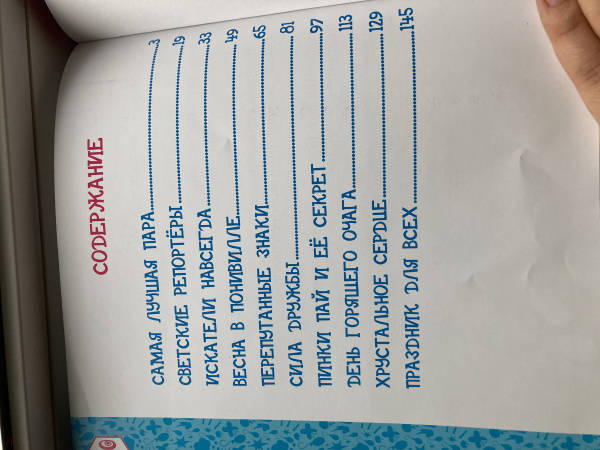 СОДЕРЖАНИЕ
САМАЯ ЛУЧШАЯ ПАРА..........3
СВЕТСКИЕ РЕПОРТЁРЫ..........19
ИСКАТЕЛИ НАВСЕГДА..........33
ВЕСНА В ПОНИВИЛЛЕ..........49
ПЕРЕПУТАННЫЕ ЗНАКИ..........65
СИЛА ДРУЖБЫ..........81
ПИНКИ ПАЙ И ЕЁ СЕКРЕТ..........97
ДЕНЬ ГОРЯЩЕГО ОЧАГА..........113
ХРУСТАЛЬНОЕ СЕРДЦЕ..........129
ПРАЗДНИК ДЛЯ ВСЕХ..........145